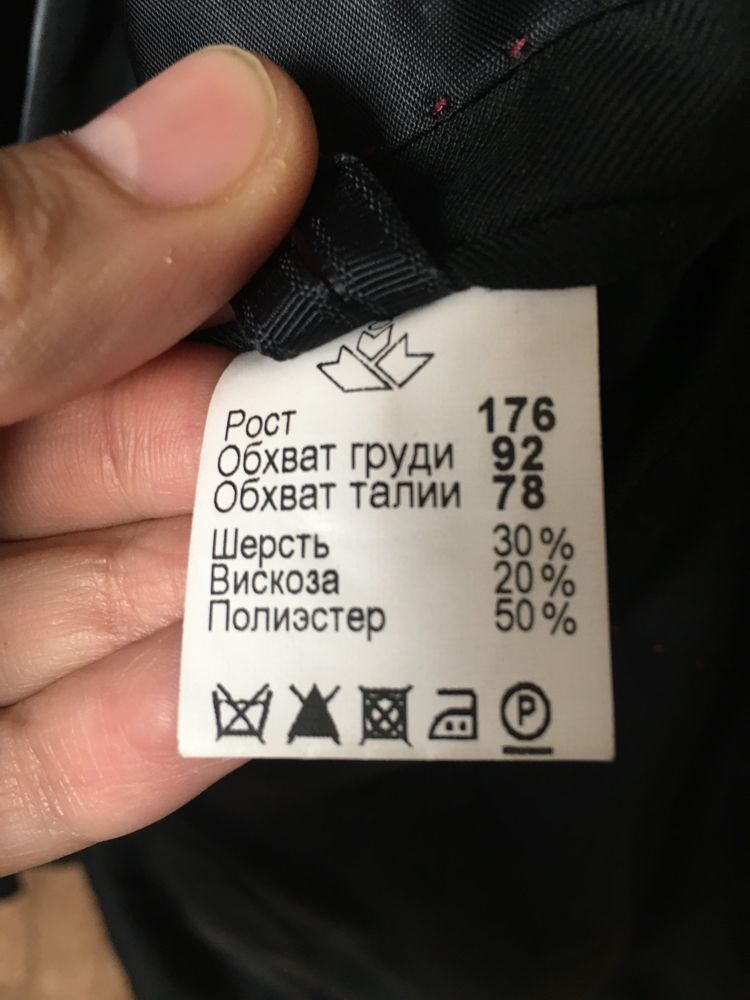 Рост 176
Обхват груди 92
Обхват талии 78
Шерсть 30%
Вискоза 20%
Полиэстер 50%
P